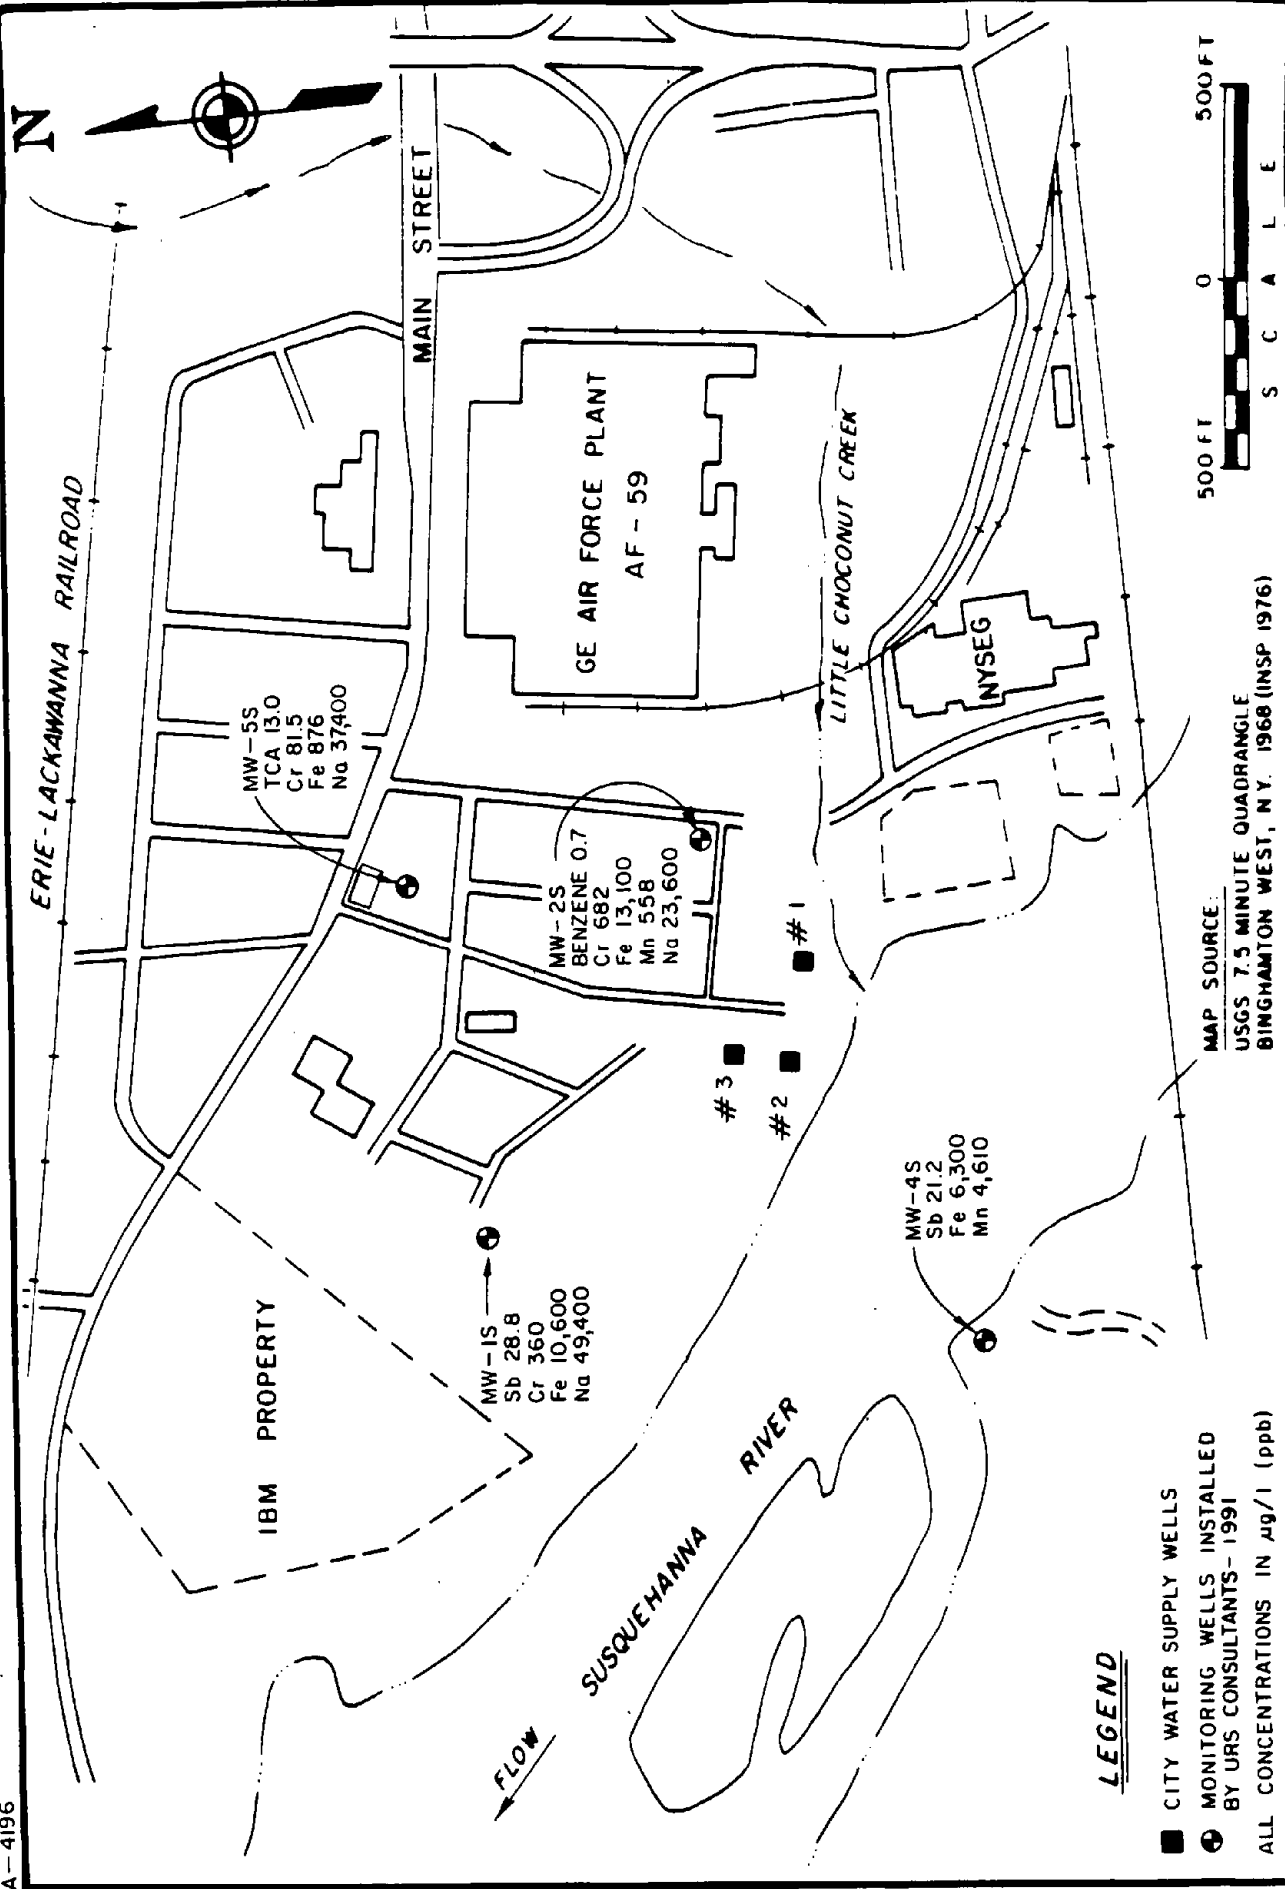 A-4196
N
ERIE-LACKAWANNA RAILROAD
MAIN STREET
MW-5S
TCA 13.0
Cr 81.5
Fe 876
Na 37,400
GE AIR FORCE PLANT
AF-59
IBM PROPERTY
MW-1S
Sb 28.8
Cr 360
Fe 10,600
Na 49,400
MW-2S
BENZENE 0.7
Cr 682
Fe 13,100
Mn 558
Na 23,600
#3
#2
#1
LITTLE CHOCONUT CREEK
NYSEG
MW-4S
Sb 21.2
Fe 6,300
Mn 4,610
FLOW
SUSQUEHANNA RIVER
LEGEND
CITY WATER SUPPLY WELLS
MONITORING WELLS INSTALLED
BY URS CONSULTANTS-1991
ALL CONCENTRATIONS IN µg/l (ppb)
MAP SOURCE:
USGS 7.5 MINUTE QUADRANGLE
BINGHAMTON WEST, N.Y. 1968 (INSP 1976)
500 FT 0 500 FT
SCALE